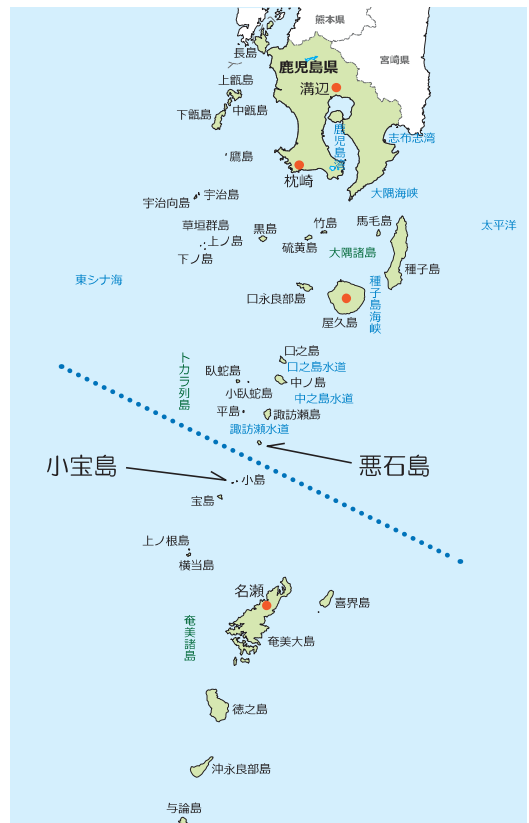 熊本県
宮崎県
長島
鹿児島県
溝辺
上甑島
中甑島
下甑島
鹿児島湾
志布志湾
鷹島
枕崎
宇治島
宇治向島
大隅海峡
草垣群島
上ノ島
下ノ島
黒島
竹島
硫黄島
馬毛島
大隅諸島
太平洋
種子島
東シナ海
口永良部島
種子島海峡
屋久島
口之島
口之島水道
トカラ列島
臥蛇島
中ノ島
小臥蛇島
中之島水道
平島
諏訪瀬島
諏訪瀬水道
小宝島
悪石島
小島
宝島
上ノ根島
横当島
名瀬
喜界島
奄美諸島
奄美大島
徳之島
沖永良部島
与論島